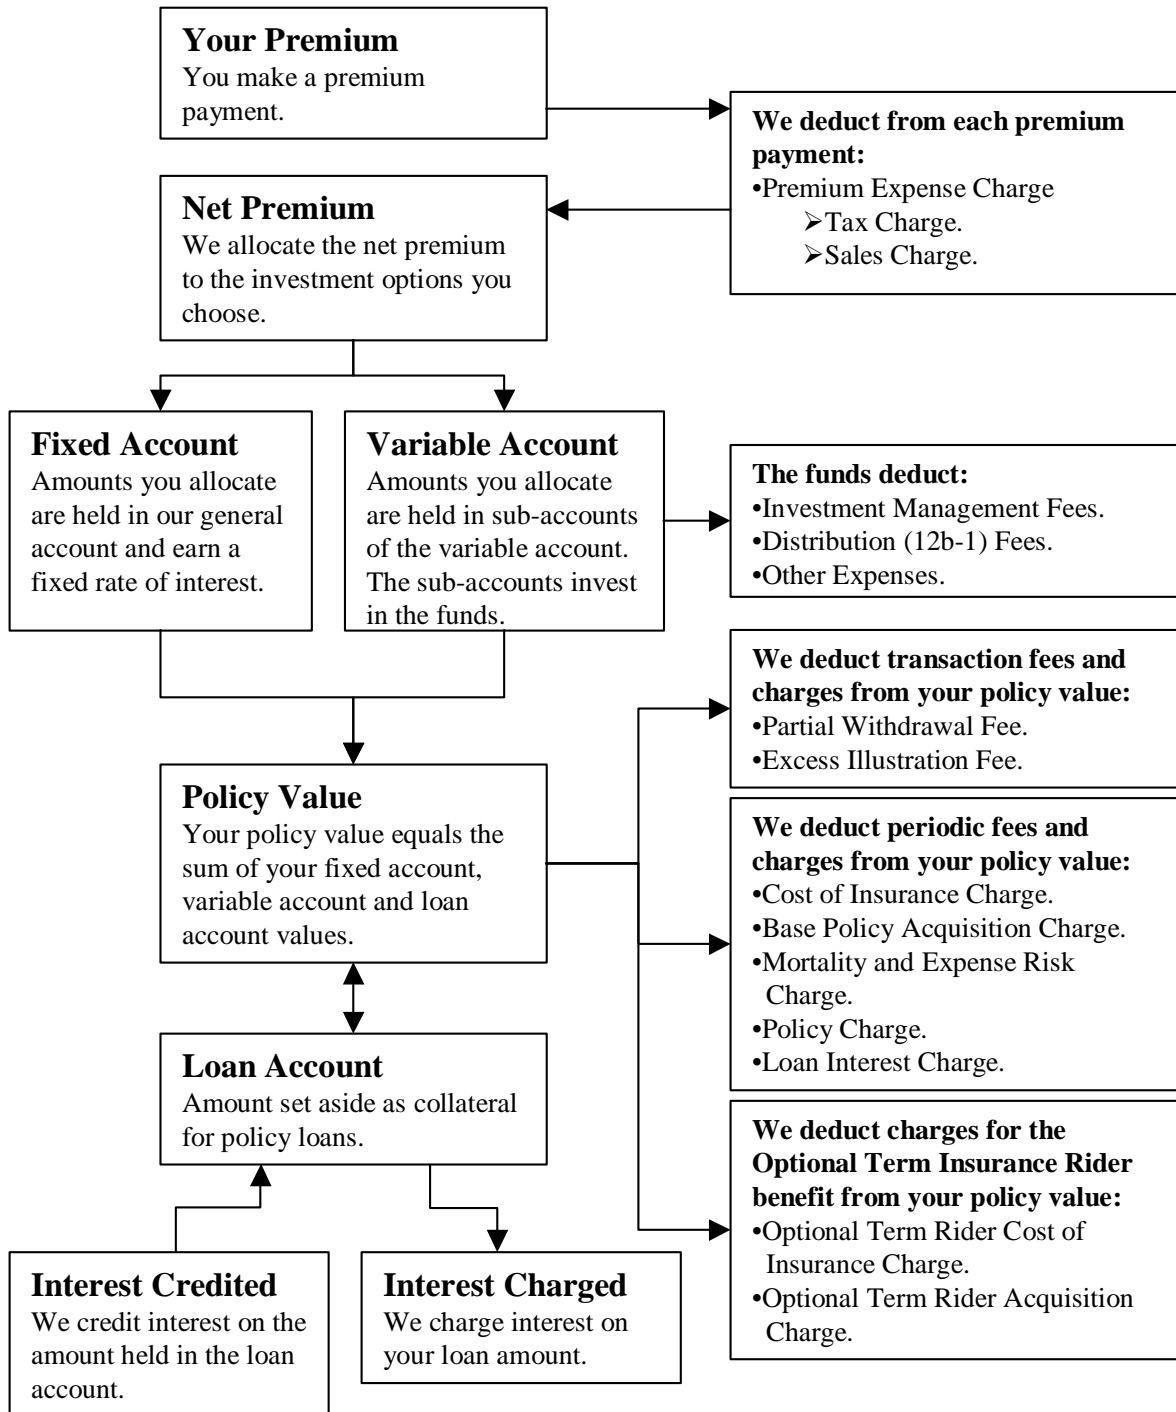 Your Premium
You make a premium
payment.
We deduct from each premium
payment:
•Premium Expense Charge
➢Tax Charge.
➢Sales Charge.
Net Premium
We allocate the net premium
to the investment options you
choose.
Fixed Account
Amounts you allocate
are held in our general
account and earn a
fixed rate of interest.
Variable Account
Amounts you allocate
are held in sub-accounts
of the variable account.
The sub-accounts invest
in the funds.
The funds deduct:
•Investment Management Fees.
•Distribution (12b-1) Fees.
•Other Expenses.
We deduct transaction fees and
charges from your policy value:
•Partial Withdrawal Fee.
•Excess Illustration Fee.
Policy Value
Your policy value equals the
sum of your fixed account,
variable account and loan
account values.
We deduct periodic fees and
charges from your policy value:
•Cost of Insurance Charge.
•Base Policy Acquisition Charge.
•Mortality and Expense Risk
Charge.
•Policy Charge.
•Loan Interest Charge.
Loan Account
Amount set aside as collateral
for policy loans.
We deduct charges for the
Optional Term Insurance Rider
benefit from your policy value:
•Optional Term Rider Cost of
Insurance Charge.
•Optional Term Rider Acquisition
Charge.
Interest Credited
We credit interest on the
amount held in the loan
account.
Interest Charged
We charge interest on
your loan amount.